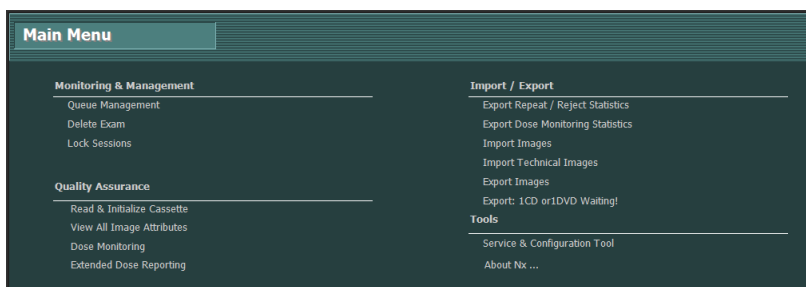 Main Menu
Monitoring & Management
Queue Management
Delete Exam
Lock Sessions
Quality Assurance
Read & Initialize Cassette
View All Image Attributes
Dose Monitoring
Extended Dose Reporting
Import / Export
Export Repeat / Reject Statistics
Export Dose Monitoring Statistics
Import Images
Import Technical Images
Export Images
Export: 1CD or1DVD Waiting!
Tools
Service & Configuration Tool
About Nx ...